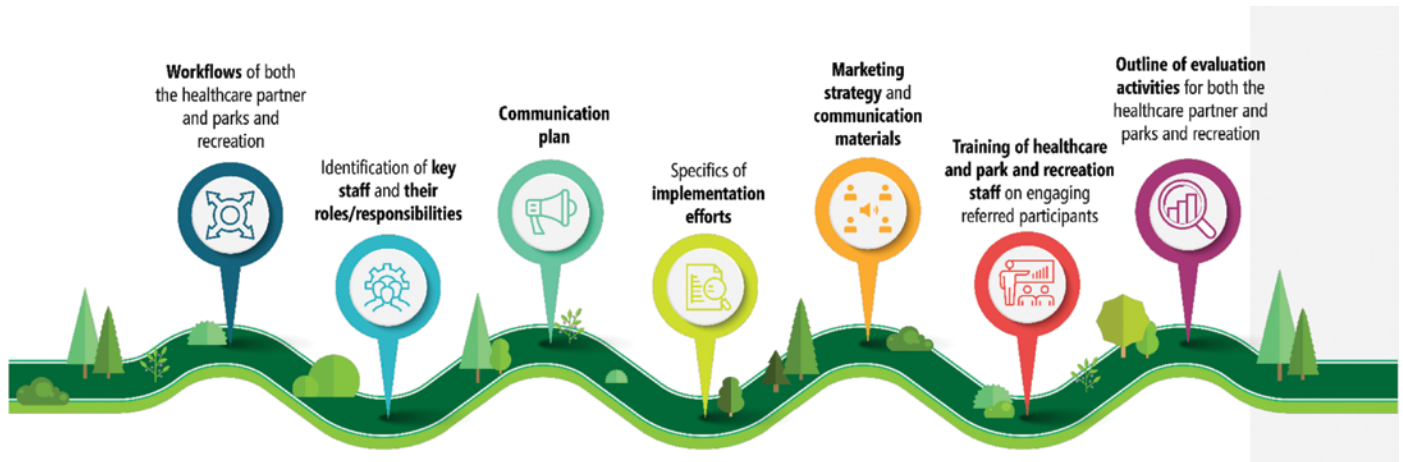 Workflows of both
the healthcare partner
and parks and
recreation
Identification of key
staff and their
roles/responsibilities
Communication
plan
Specifics of
implementation
efforts
Marketing
strategy and
communication
materials
Training of healthcare
and park and recreation
staff on engaging
referred participants
Outline of evaluation
activities for both the
healthcare partner and
parks and recreation